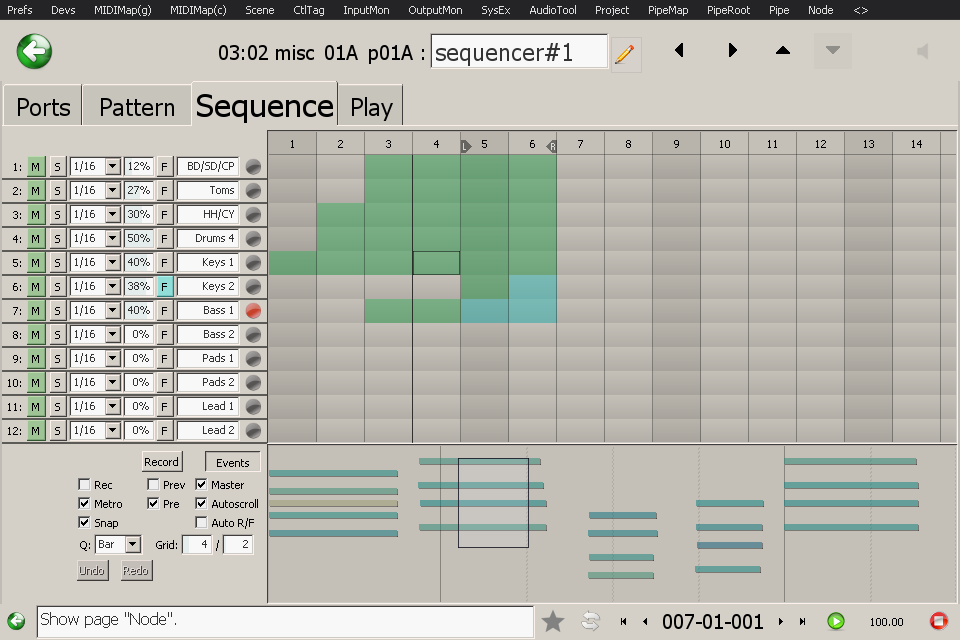 Prefs Devs MIDIMap(g) MIDIMap(c) Scene CtlTag InputMon OutputMon SysEx AudioTool Project PipeMap PipeRoot Pipe Node <>
03:02 misc 01A p01A : sequencer#1
Ports Pattern Sequence Play
1 2 3 4 L 5 6 R 7 8 9 10 11 12 13 14
1: M S 1/16 12% F BD/SD/CP
2: M S 1/16 27% F Toms
3: M S 1/16 30% F HH/CY
4: M S 1/16 50% F Drums 4
5: M S 1/16 40% F Keys 1
6: M S 1/16 38% F Keys 2
7: M S 1/16 40% F Bass 1
8: M S 1/16 0% F Bass 2
9: M S 1/16 0% F Pads 1
10: M S 1/16 0% F Pads 2
11: M S 1/16 0% F Lead 1
12: M S 1/16 0% F Lead 2
Record Events
Rec Prev Master
Metro Pre Autoscroll
Snap Auto R/F
Q: Bar Grid: 4 / 2
Undo Redo
Show page "Node". 007-01-001 100.00